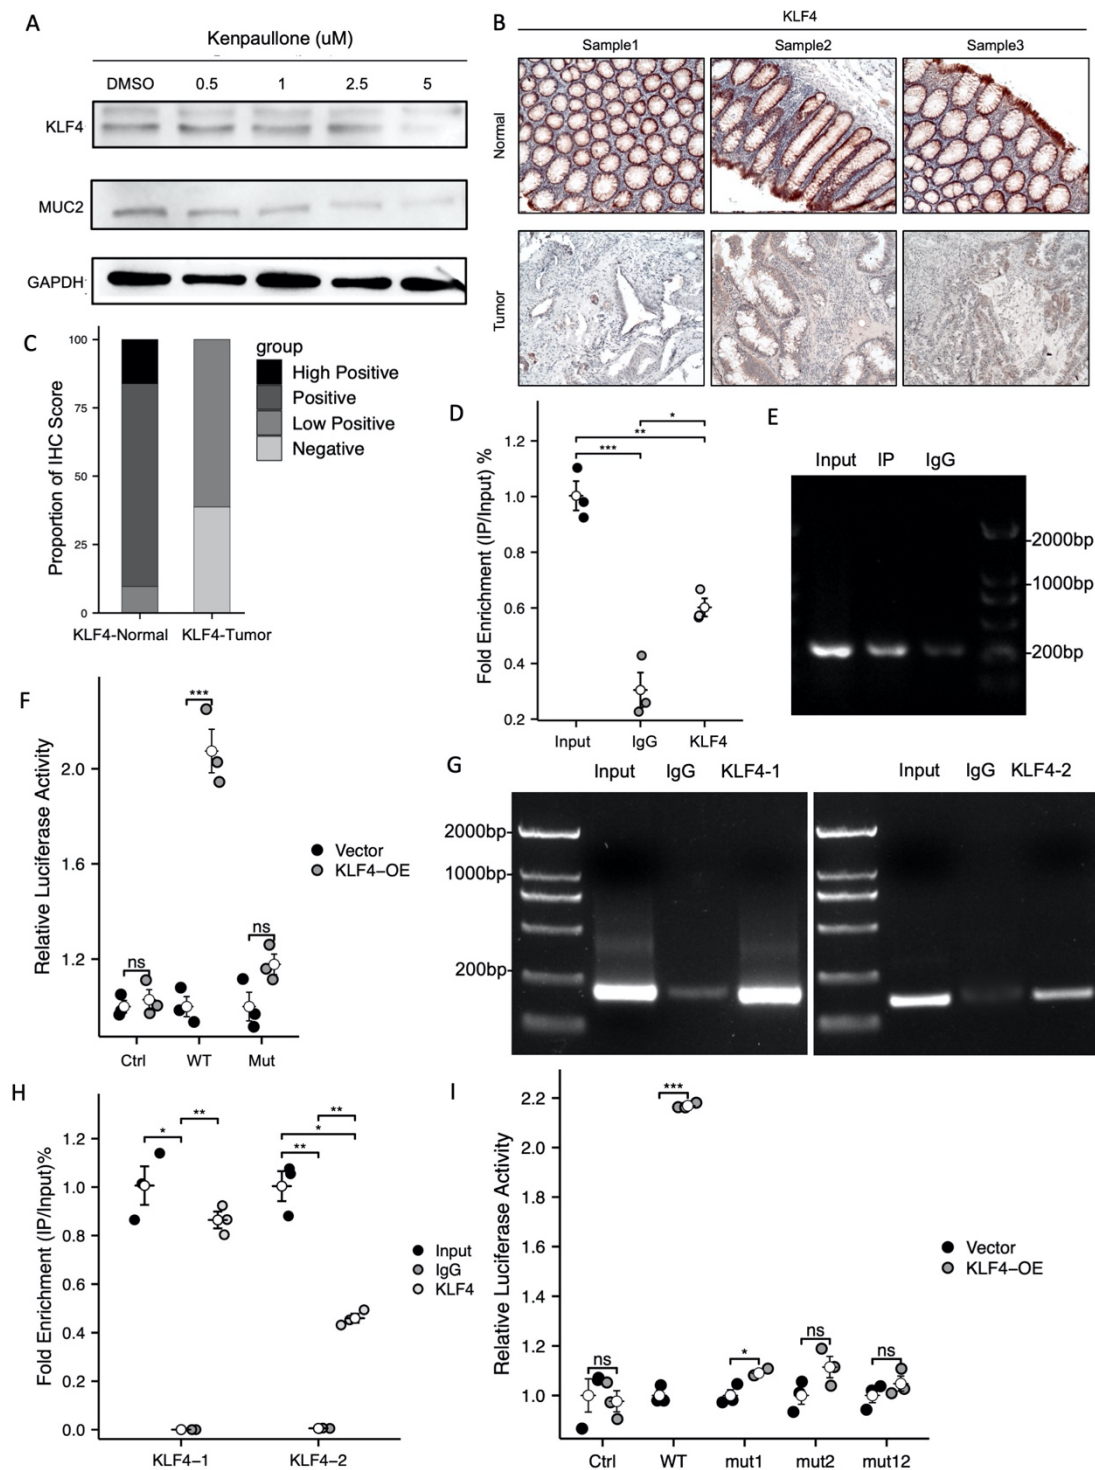 A
Kenpaullone (uM)
DMSO 0.5 1 2.5 5
KLF4
MUC2
GAPDH
B
KLF4
Sample1 Sample2 Sample3
Normal
Tumor
C
Proportion of IHC Score
100
75
50
25
0
KLF4-Normal KLF4-Tumor
group
High Positive
Positive
Low Positive
Negative
D
Fold Enrichment (IP/Input) %
1.2
1.0
0.8
0.6
0.4
0.2
*
**
***
Input IgG KLF4
E
Input IP IgG
-2000bp
-1000bp
-200bp
F
Relative Luciferase Activity
2.0
1.6
1.2
ns
***
ns
Ctrl WT Mut
Vector
KLF4-OE
G
Input IgG KLF4-1
2000bp-
1000bp-
200bp-
Input IgG KLF4-2
H
Fold Enrichment (IP/Input)%
1.2
1.0
0.8
0.6
0.4
0.2
0.0
*
**
**
*
**
KLF4-1 KLF4-2
Input
IgG
KLF4
I
Relative Luciferase Activity
2.2
2.0
1.8
1.6
1.4
1.2
1.0
ns
***
*
ns
ns
Ctrl WT mut1 mut2 mut12
Vector
KLF4-OE